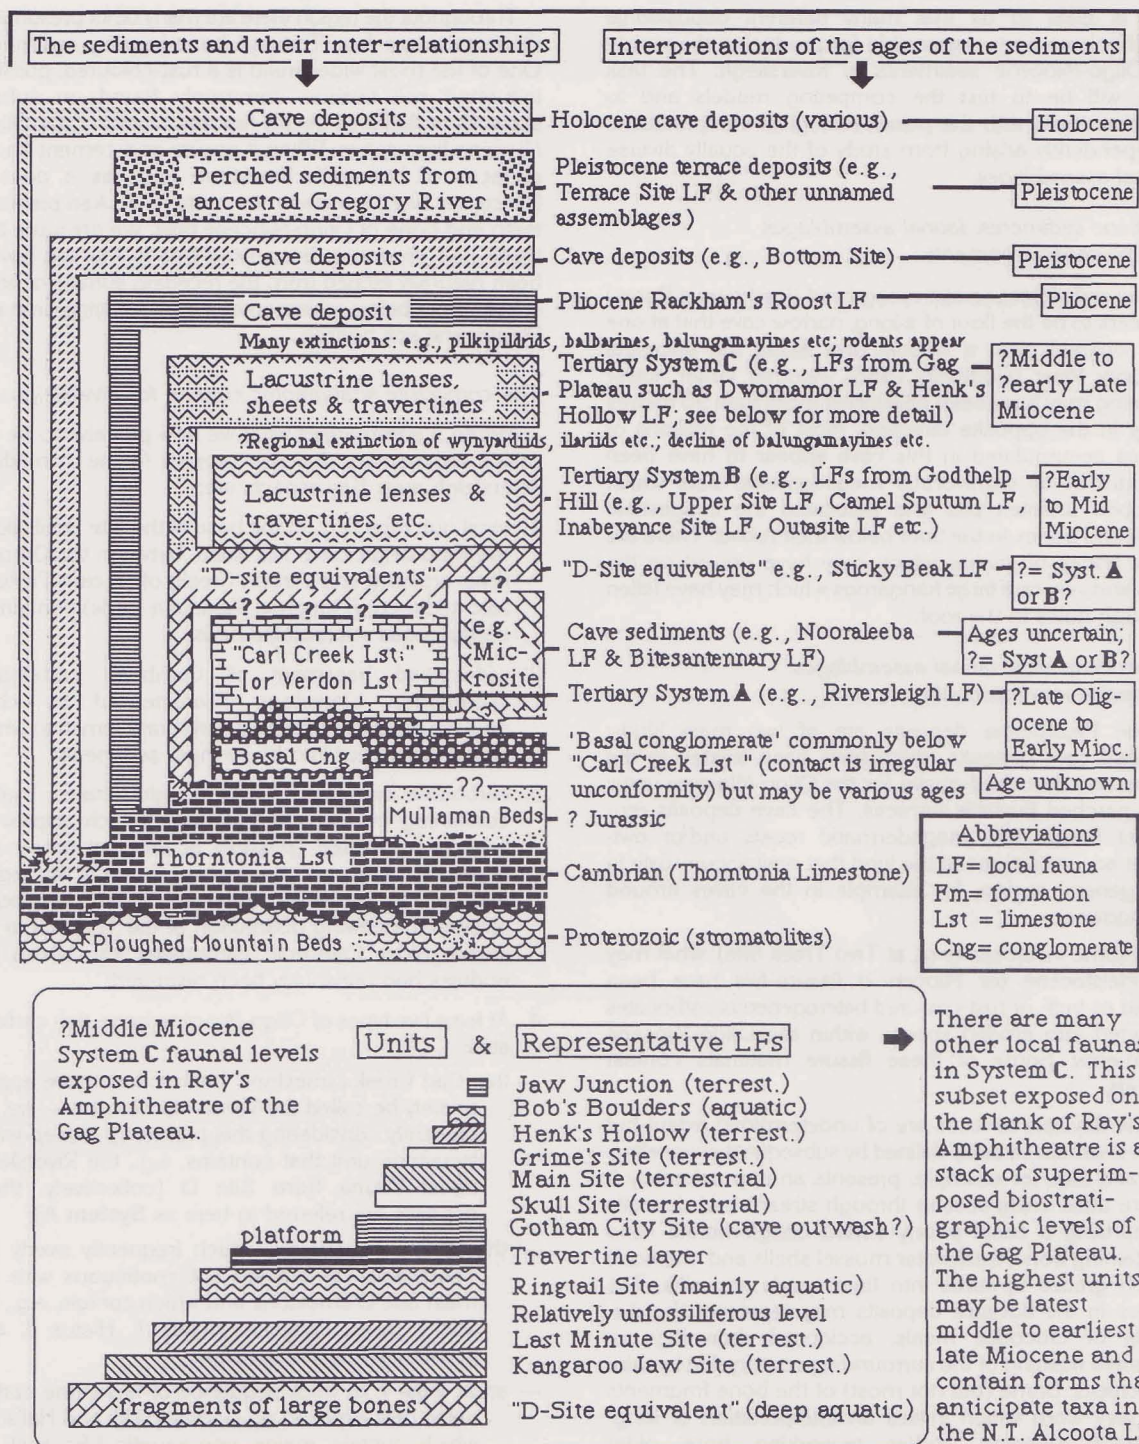 The sediments and their inter-relationships
Interpretations of the ages of the sediments
Cave deposits
Holocene cave deposits (various)
Holocene
Perched sediments from
ancestral Gregory River
Pleistocene terrace deposits (e.g.,
Terrace Site LF & other unnamed
assemblages)
Pleistocene
Cave deposits
Cave deposits (e.g., Bottom Site)
Pleistocene
Cave deposit
Pliocene Rackham's Roost LF
Pliocene
Many extinctions: e.g., pilkipildrids, balbarines, balungamayines etc; rodents appear
Lacustrine lenses,
sheets & travertines
Tertiary System C (e.g., LFs from Gag
Plateau such as Dwornamor LF & Henk's
Hollow LF; see below for more detail)
?Middle to
?early Late
Miocene
?Regional extinction of wynyardiids, ilariids etc.; decline of balungamayines etc.
Lacustrine lenses &
travertines, etc.
Tertiary System B (e.g., LFs from Godthelp
Hill (e.g., Upper Site LF, Camel Sputum LF,
Inabeyance Site LF, Outasite LF etc.)
?Early
to Mid
Miocene
"D-site equivalents"
"D-Site equivalents" e.g., Sticky Beak LF
?= Syst. A
or B?
? ? ? ? ?
"Carl Creek Lst;"
[or Verdon Lst]
e.g.
Mic-
rosite
Cave sediments (e.g., Nooraleeba
LF & Bitesantennary LF)
Ages uncertain;
?= Syst A or B?
Tertiary System A (e.g., Riversleigh LF)
?Late Olig-
ocene to
Early Mioc.
Basal Cng
'Basal conglomerate' commonly below
"Carl Creek Lst " (contact is irregular
unconformity) but may be various ages
Age unknown
??
Mullaman Beds
? Jurassic
Thorntonia Lst
Cambrian (Thorntonia Limestone)
Ploughed Mountain Beds
Proterozoic (stromatolites)
Abbreviations
LF= local fauna
Fm= formation
Lst = limestone
Cng= conglomerate
?Middle Miocene
System C faunal levels
exposed in Ray's
Amphitheatre of the
Gag Plateau.
Units & Representative LFs
Jaw Junction (terrest.)
Bob's Boulders (aquatic)
Henk's Hollow (terrest.)
Grime's Site (terrest.)
Main Site (terrestrial)
Skull Site (terrestrial)
Gotham City Site (cave outwash?)
platform
Travertine layer
Ringtail Site (mainly aquatic)
Relatively unfossiliferous level
Last Minute Site (terrest.)
Kangaroo Jaw Site (terrest.)
fragments of large bones
"D-Site equivalent" (deep aquatic)
There are many
other local faunas
in System C. This
subset exposed on
the flank of Ray's
Amphitheatre is a
stack of superim-
posed biostrati-
graphic levels of
the Gag Plateau.
The highest units
may be latest
middle to earliest
late Miocene and
contain forms tha
anticipate taxa in
the N.T. Alcoota L